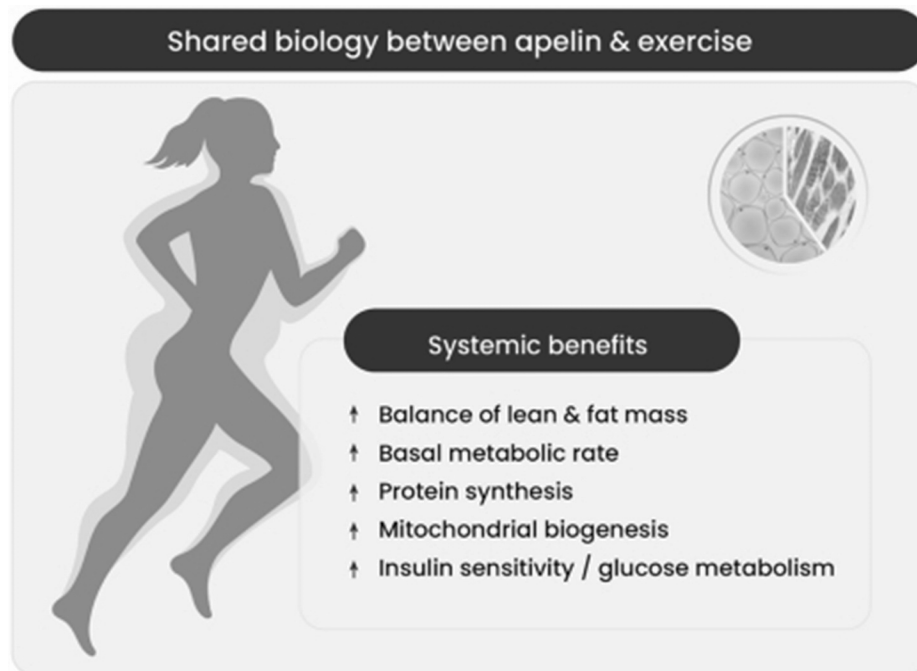 Shared biology between apelin & exercise
Systemic benefits
↑ Balance of lean & fat mass
↑ Basal metabolic rate
↑ Protein synthesis
↑ Mitochondrial biogenesis
↑ Insulin sensitivity / glucose metabolism